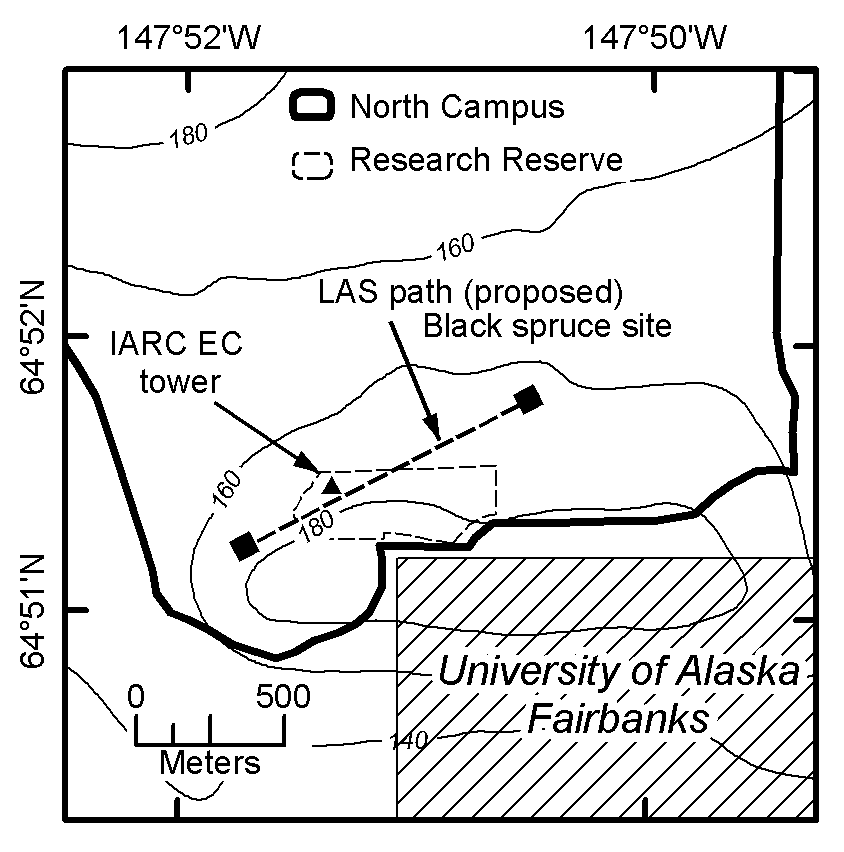 147°52'W
147°50'W
North Campus
180
Research Reserve
160
LAS path (proposed)
Black spruce site
64°52'N
IARC EC
tower
160
180
64°51'N
University of Alaska
Fairbanks
0 500
140
Meters